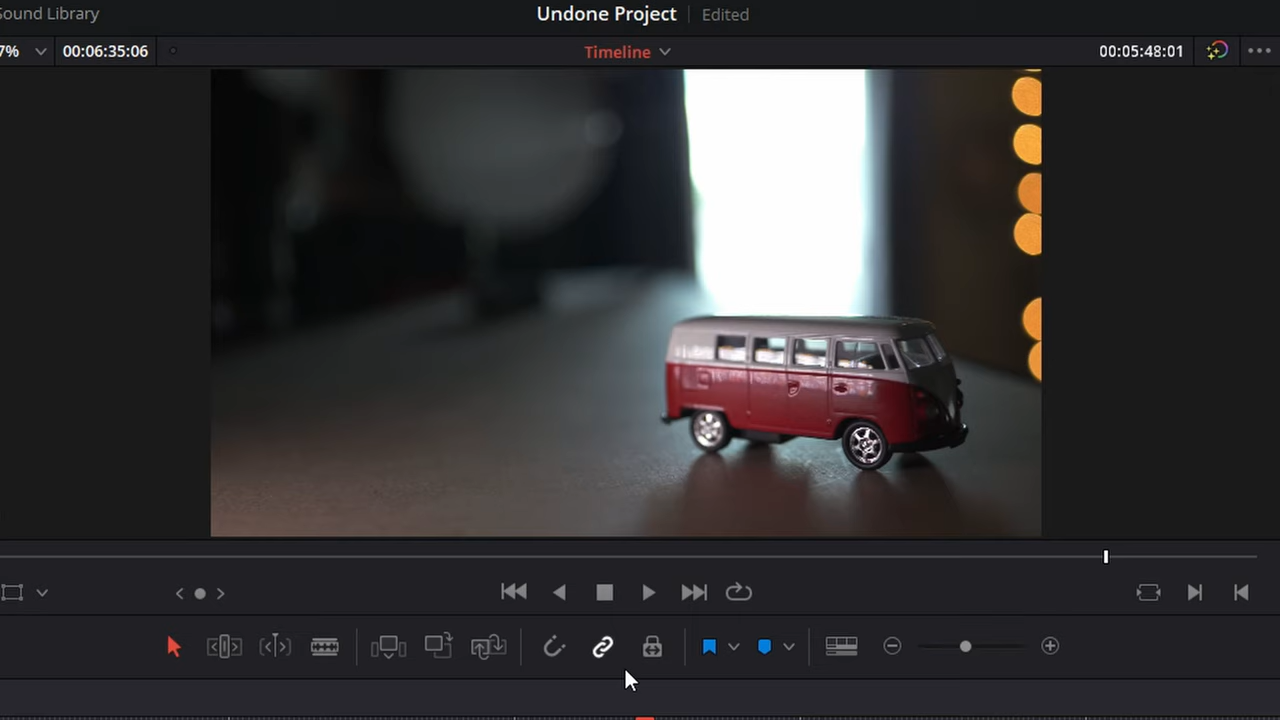 Sound Library
Undone Project
Edited
7%
00:06:35:06
Timeline
00:05:48:01